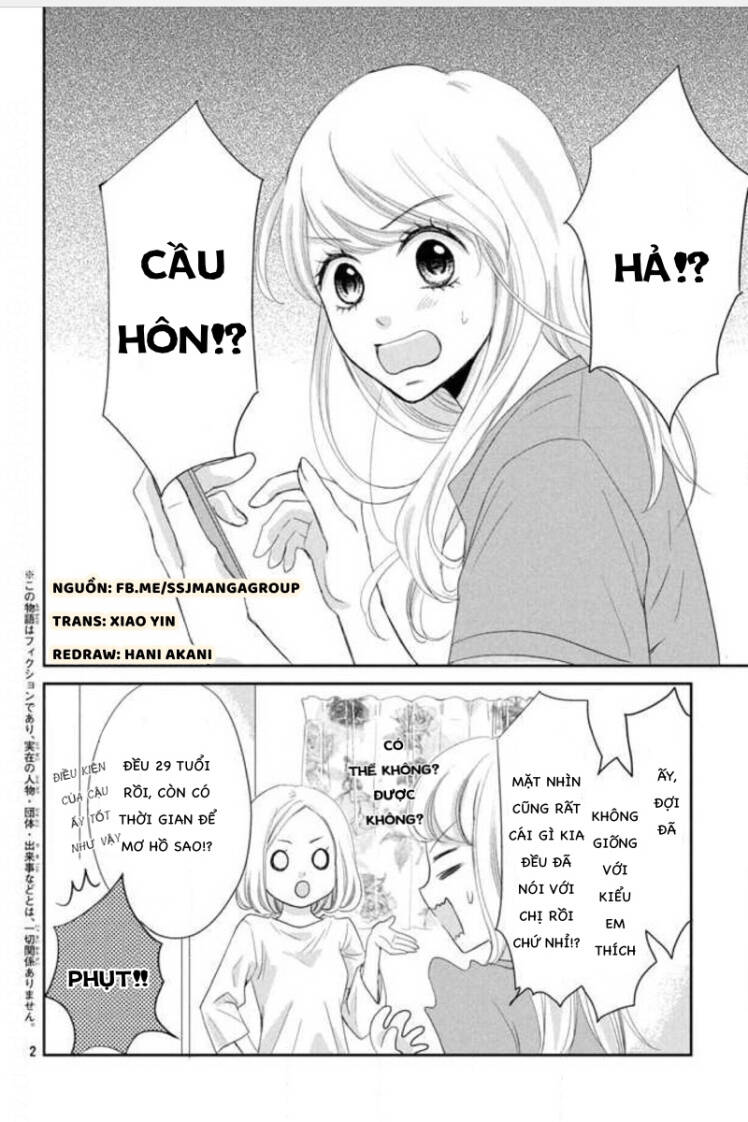 HẢ!?
CẦU
HÔN!?
NGUỒN: FB.ME/SSJMANGAGROUP
TRANS: XIAO YIN
REDRAW: HANI AKANI
ẤY,
ĐỢI
ĐÃ
KHÔNG
GIỐNG
VỚI
KIỂU
EM
THÍCH
MẶT NHÌN
CŨNG RẤT
CÁI GÌ KIA
ĐỀU ĐÃ
NÓI VỚI
CHỊ RỒI
CHỨ NHỈ!?
CÓ
THỂ KHÔNG?
ĐƯỢC
KHÔNG?
ĐỀU 29 TUỔI
RỒI, CÒN CÓ
THỜI GIAN ĐỂ
MƠ HỒ SAO!?
ĐIỀU KIỆN
CỦA CẬU
ẤY TỐT
NHƯ VẬY
PHỤT!!
※この物語はフィクションであり、実在の人物・団体・出来事などとは、一切関係ありません。
2